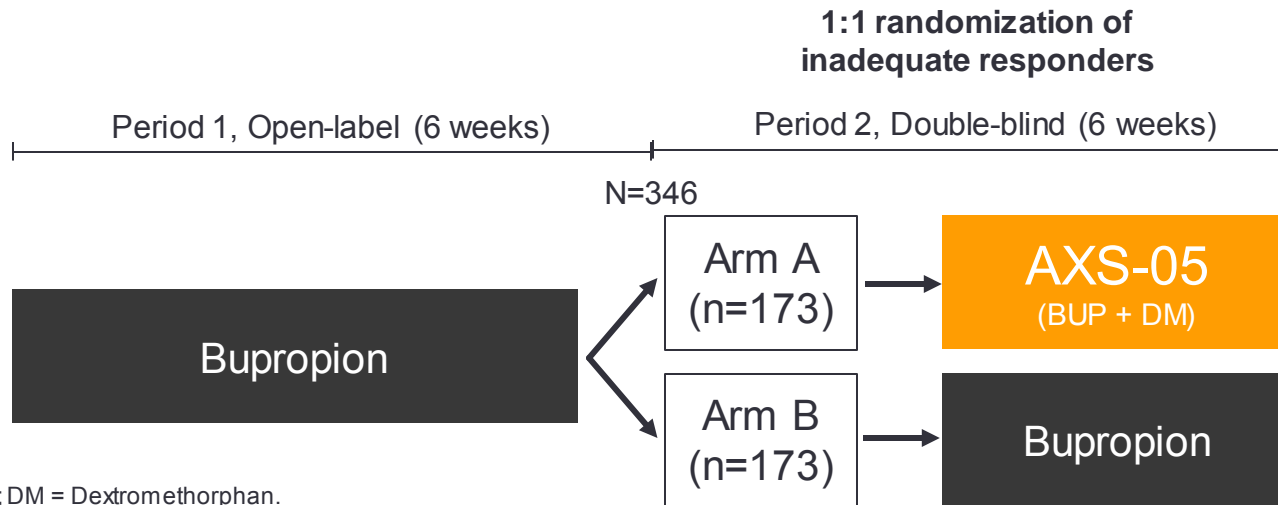 1:1 randomization of
inadequate responders
Period 1, Open-label (6 weeks)
Period 2, Double-blind (6 weeks)
N=346
Arm A
(n=173)
AXS-05
(BUP + DM)
Bupropion
Arm B
(n=173)
Bupropion
; DM = Dextromethorphan.